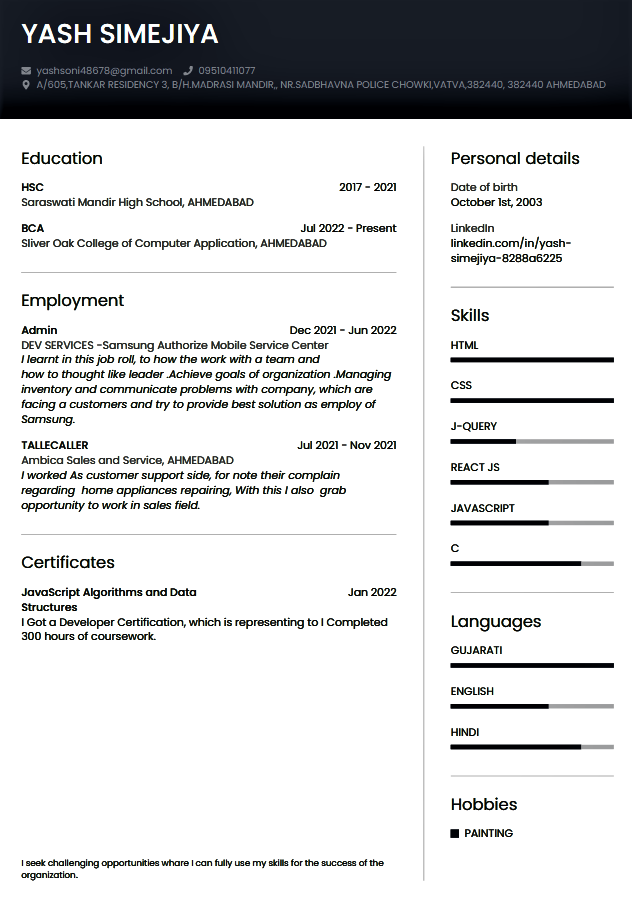 YASH SIMEJIYA
yashsoni48678@gmail.com 09510411077
A/605,TANKAR RESIDENCY 3, B/H.MADRASI MANDIR,, NR.SADBHAVNA POLICE CHOWKI,VATVA,382440, 382440 AHMEDABAD
Education
HSC 2017 - 2021
Saraswati Mandir High School, AHMEDABAD
BCA Jul 2022 - Present
Sliver Oak College of Computer Application, AHMEDABAD
Employment
Admin Dec 2021 - Jun 2022
DEV SERVICES -Samsung Authorize Mobile Service Center
I learnt in this job roll, to how the work with a team and
how to thought like leader .Achieve goals of organization .Managing
inventory and communicate problems with company, which are
facing a customers and try to provide best solution as employ of
Samsung.
TALLECALLER Jul 2021 - Nov 2021
Ambica Sales and Service, AHMEDABAD
I worked As customer support side, for note their complain
regarding home appliances repairing, With this I also grab
opportunity to work in sales field.
Certificates
JavaScript Algorithms and Data Jan 2022
Structures
I Got a Developer Certification, which is representing to I Completed
300 hours of coursework.
I seek challenging opportunities whare I can fully use my skills for the success of the
organization.
Personal details
Date of birth
October 1st, 2003
LinkedIn
linkedin.com/in/yash-
simejiya-8288a6225
Skills
HTML
CSS
J-QUERY
REACT JS
JAVASCRIPT
C
Languages
GUJARATI
ENGLISH
HINDI
Hobbies
PAINTING